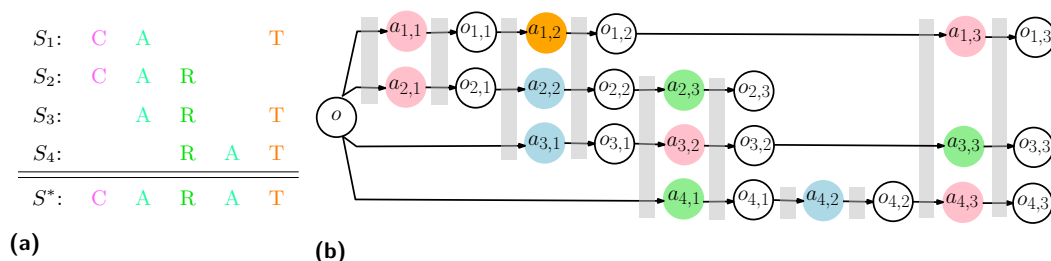 S1: C A T
S2: C A R
S3: A R T
S4: R A T
S*: C A R A T
(a)
a1,1 o1,1 a1,2 o1,2 a1,3 o1,3
a2,1 o2,1 a2,2 o2,2 a2,3 o2,3
o
a3,1 o3,1 a3,2 o3,2 a3,3 o3,3
a4,1 o4,1 a4,2 o4,2 a4,3 o4,3
(b)